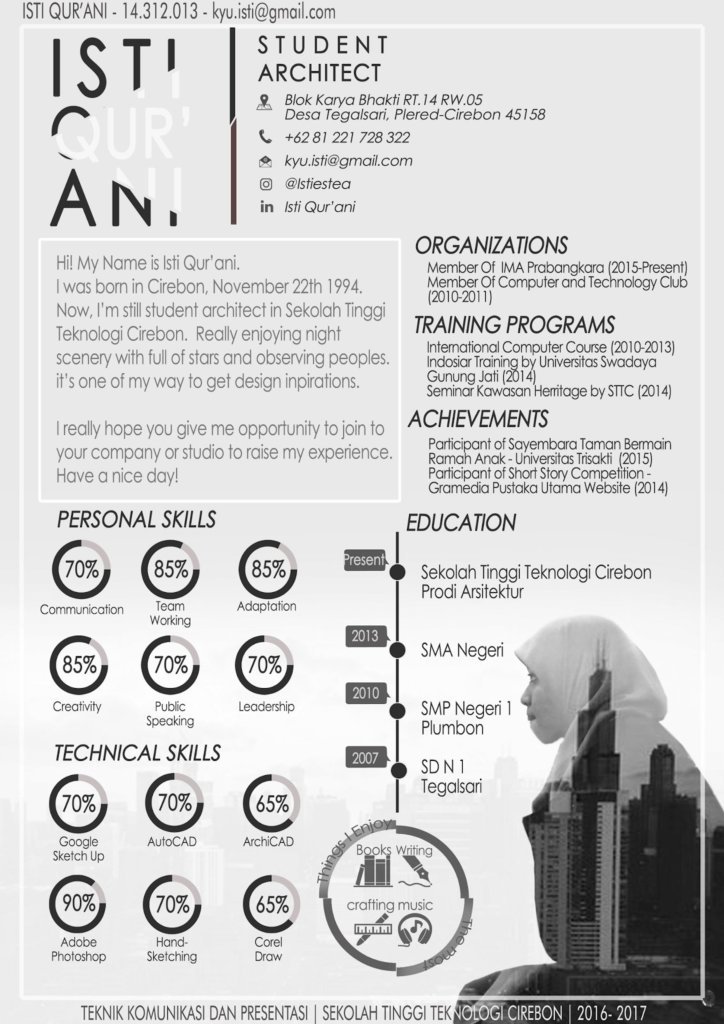 ISTI QUR'ANI - 14.312.013 - kyu.isti@gmail.com
ISTI
QUR'
ANI
STUDENT
ARCHITECT
Blok Karya Bhakti RT.14 RW.05
Desa Tegalsari, Plered-Cirebon 45158
+62 81 221 728 322
kyu.isti@gmail.com
@Istiestea
in Isti Qur'ani
Hi! My Name is Isti Qur'ani.
I was born in Cirebon, November 22th 1994.
Now, I'm still student architect in Sekolah Tinggi
Teknologi Cirebon. Really enjoying night
scenery with full of stars and observing peoples.
it's one of my way to get design inpirations.
I really hope you give me opportunity to join to
your company or studio to raise my experience.
Have a nice day!
ORGANIZATIONS
Member Of IMA Prabangkara (2015-Present)
Member Of Computer and Technology Club
(2010-2011)
TRAINING PROGRAMS
International Computer Course (2010-2013)
Indosiar Training by Universitas Swadaya
Gunung Jati (2014)
Seminar Kawasan Herritage by STTC (2014)
ACHIEVEMENTS
Participant of Sayembara Taman Bermain
Ramah Anak - Universitas Trisakti (2015)
Participant of Short Story Competition -
Gramedia Pustaka Utama Website (2014)
PERSONAL SKILLS
70% 85% 85%
Communication Team Working Adaptation
85% 70% 70%
Creativity Public Speaking Leadership
TECHNICAL SKILLS
70% 70% 65%
Google Sketch Up AutoCAD ArchiCAD
90% 70% 65%
Adobe Photoshop Hand-Sketching Corel Draw
EDUCATION
Present
Sekolah Tinggi Teknologi Cirebon
Prodi Arsitektur
2013
SMA Negeri
2010
SMP Negeri 1
Plumbon
2007
SD N 1
Tegalsari
Things I Enjoy
Books Writing
crafting music
The most
TEKNIK KOMUNIKASI DAN PRESENTASI | SEKOLAH TINGGI TEKNOLOGI CIREBON | 2016- 2017